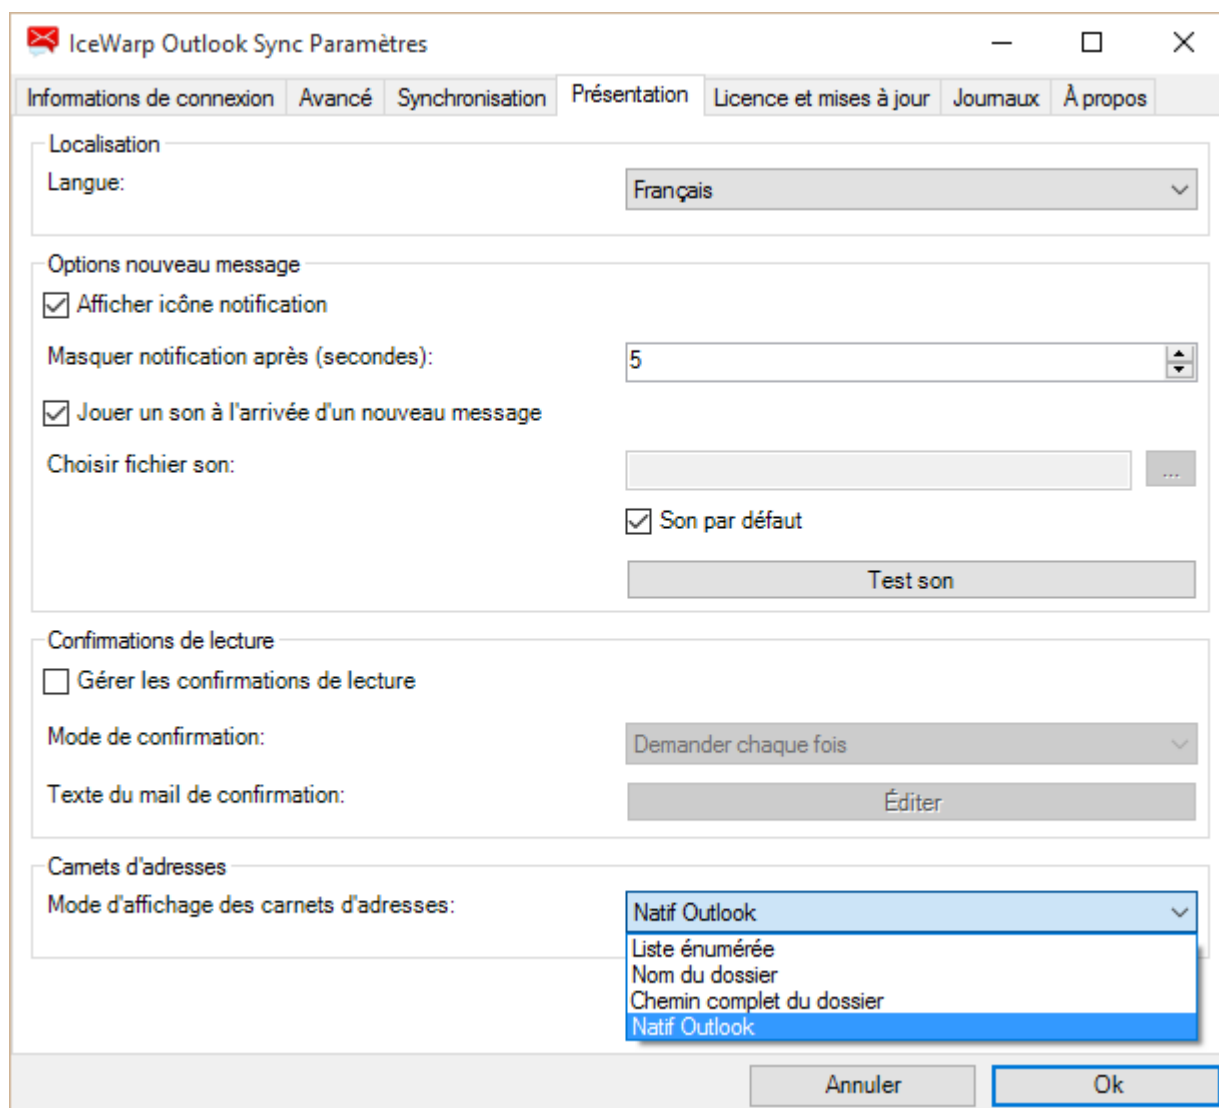 IceWarp Outlook Sync Paramètres
Informations de connexion Avancé Synchronisation Présentation Licence et mises à jour Journaux À propos
Localisation
Langue: Français
Options nouveau message
Afficher icône notification
Masquer notification après (secondes): 5
Jouer un son à l'arrivée d'un nouveau message
Choisir fichier son: ...
Son par défaut
Test son
Confirmations de lecture
Gérer les confirmations de lecture
Mode de confirmation: Demander chaque fois
Texte du mail de confirmation: Éditer
Carnets d'adresses
Mode d'affichage des carnets d'adresses: Natif Outlook
Liste énumérée
Nom du dossier
Chemin complet du dossier
Natif Outlook
Annuler Ok